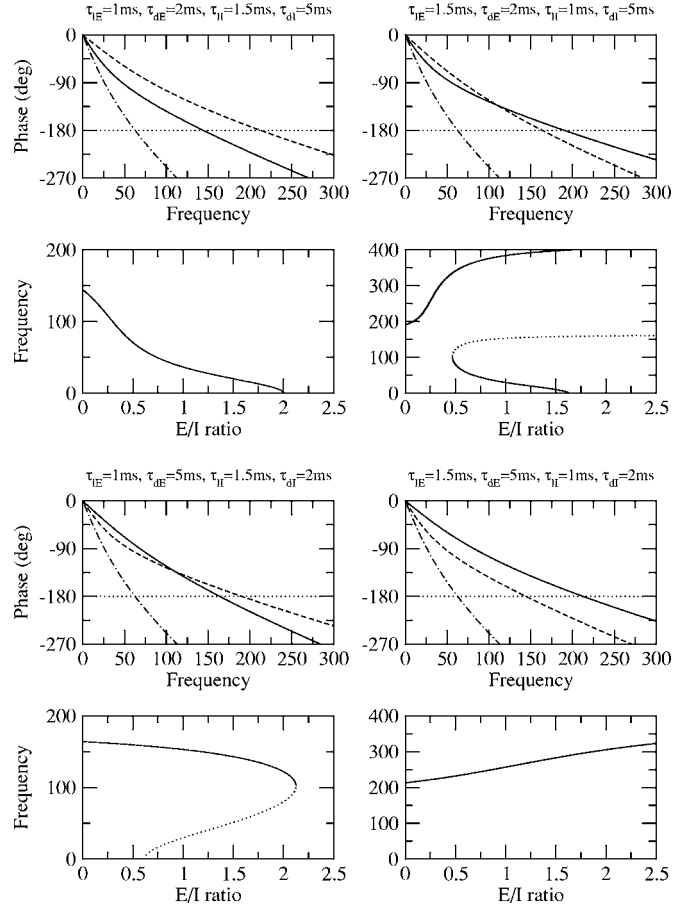 τlE=1ms, τdE=2ms, τlI=1.5ms, τdI=5ms
0
-90
-180
-270
Phase (deg)
0 50 100 150 200 250 300
Frequency
τlE=1.5ms, τdE=2ms, τlI=1ms, τdI=5ms
0
-90
-180
-270
Phase (deg)
0 50 100 150 200 250 300
Frequency
200
100
0
Frequency
0 0.5 1 1.5 2 2.5
E/I ratio
400
300
200
100
0
Frequency
0 0.5 1 1.5 2 2.5
E/I ratio
τlE=1ms, τdE=5ms, τlI=1.5ms, τdI=2ms
0
-90
-180
-270
Phase (deg)
0 50 100 150 200 250 300
Frequency
τlE=1.5ms, τdE=5ms, τlI=1ms, τdI=2ms
0
-90
-180
-270
Phase (deg)
0 50 100 150 200 250 300
Frequency
200
100
0
Frequency
0 0.5 1 1.5 2 2.5
E/I ratio
400
300
200
100
0
Frequency
0 0.5 1 1.5 2 2.5
E/I ratio